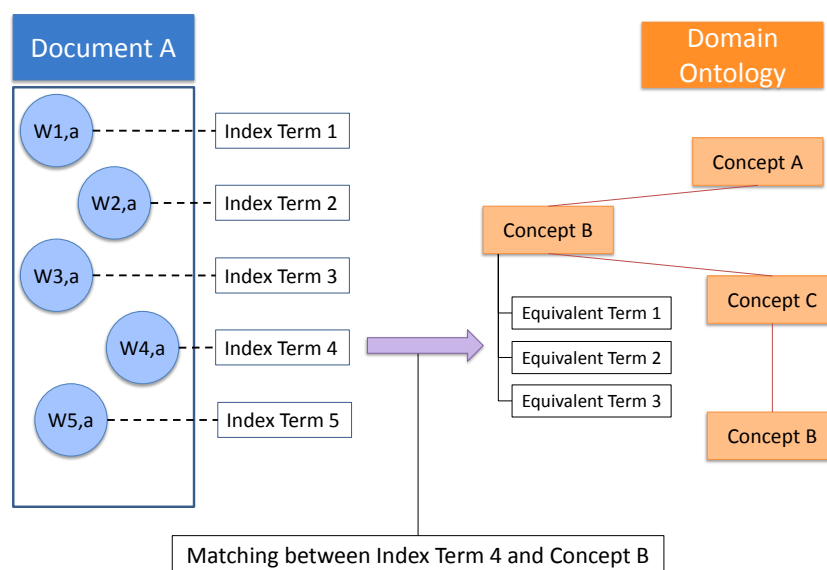 Document A
Domain
Ontology
W1,a
Index Term 1
Concept A
W2,a
Index Term 2
Concept B
W3,a
Index Term 3
Concept C
Equivalent Term 1
W4,a
Index Term 4
Equivalent Term 2
Equivalent Term 3
W5,a
Index Term 5
Concept B
Matching between Index Term 4 and Concept B